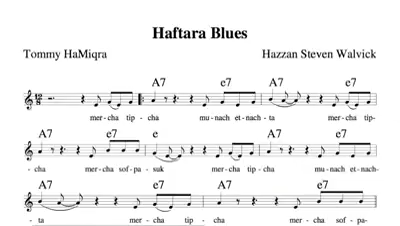 Haftara Blues
Tommy HaMiqra Hazzan Steven Walvick
A7 e7 A7 e7
mer-cha tip- cha mu-nach et-nach- ta mer-cha tip-
A7 e7 e A7
-cha mer-cha sof-pa- suk mer-cha tip- cha mu-nach et-nach-
A7 e7 A7
- ta mer- cha tip- cha mer-cha sof-pa-